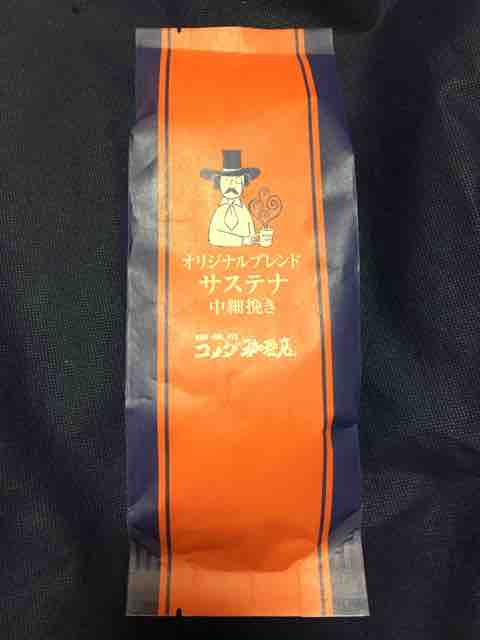 オリジナルブレンド
サステナ
中細挽き
コメダ珈琲店